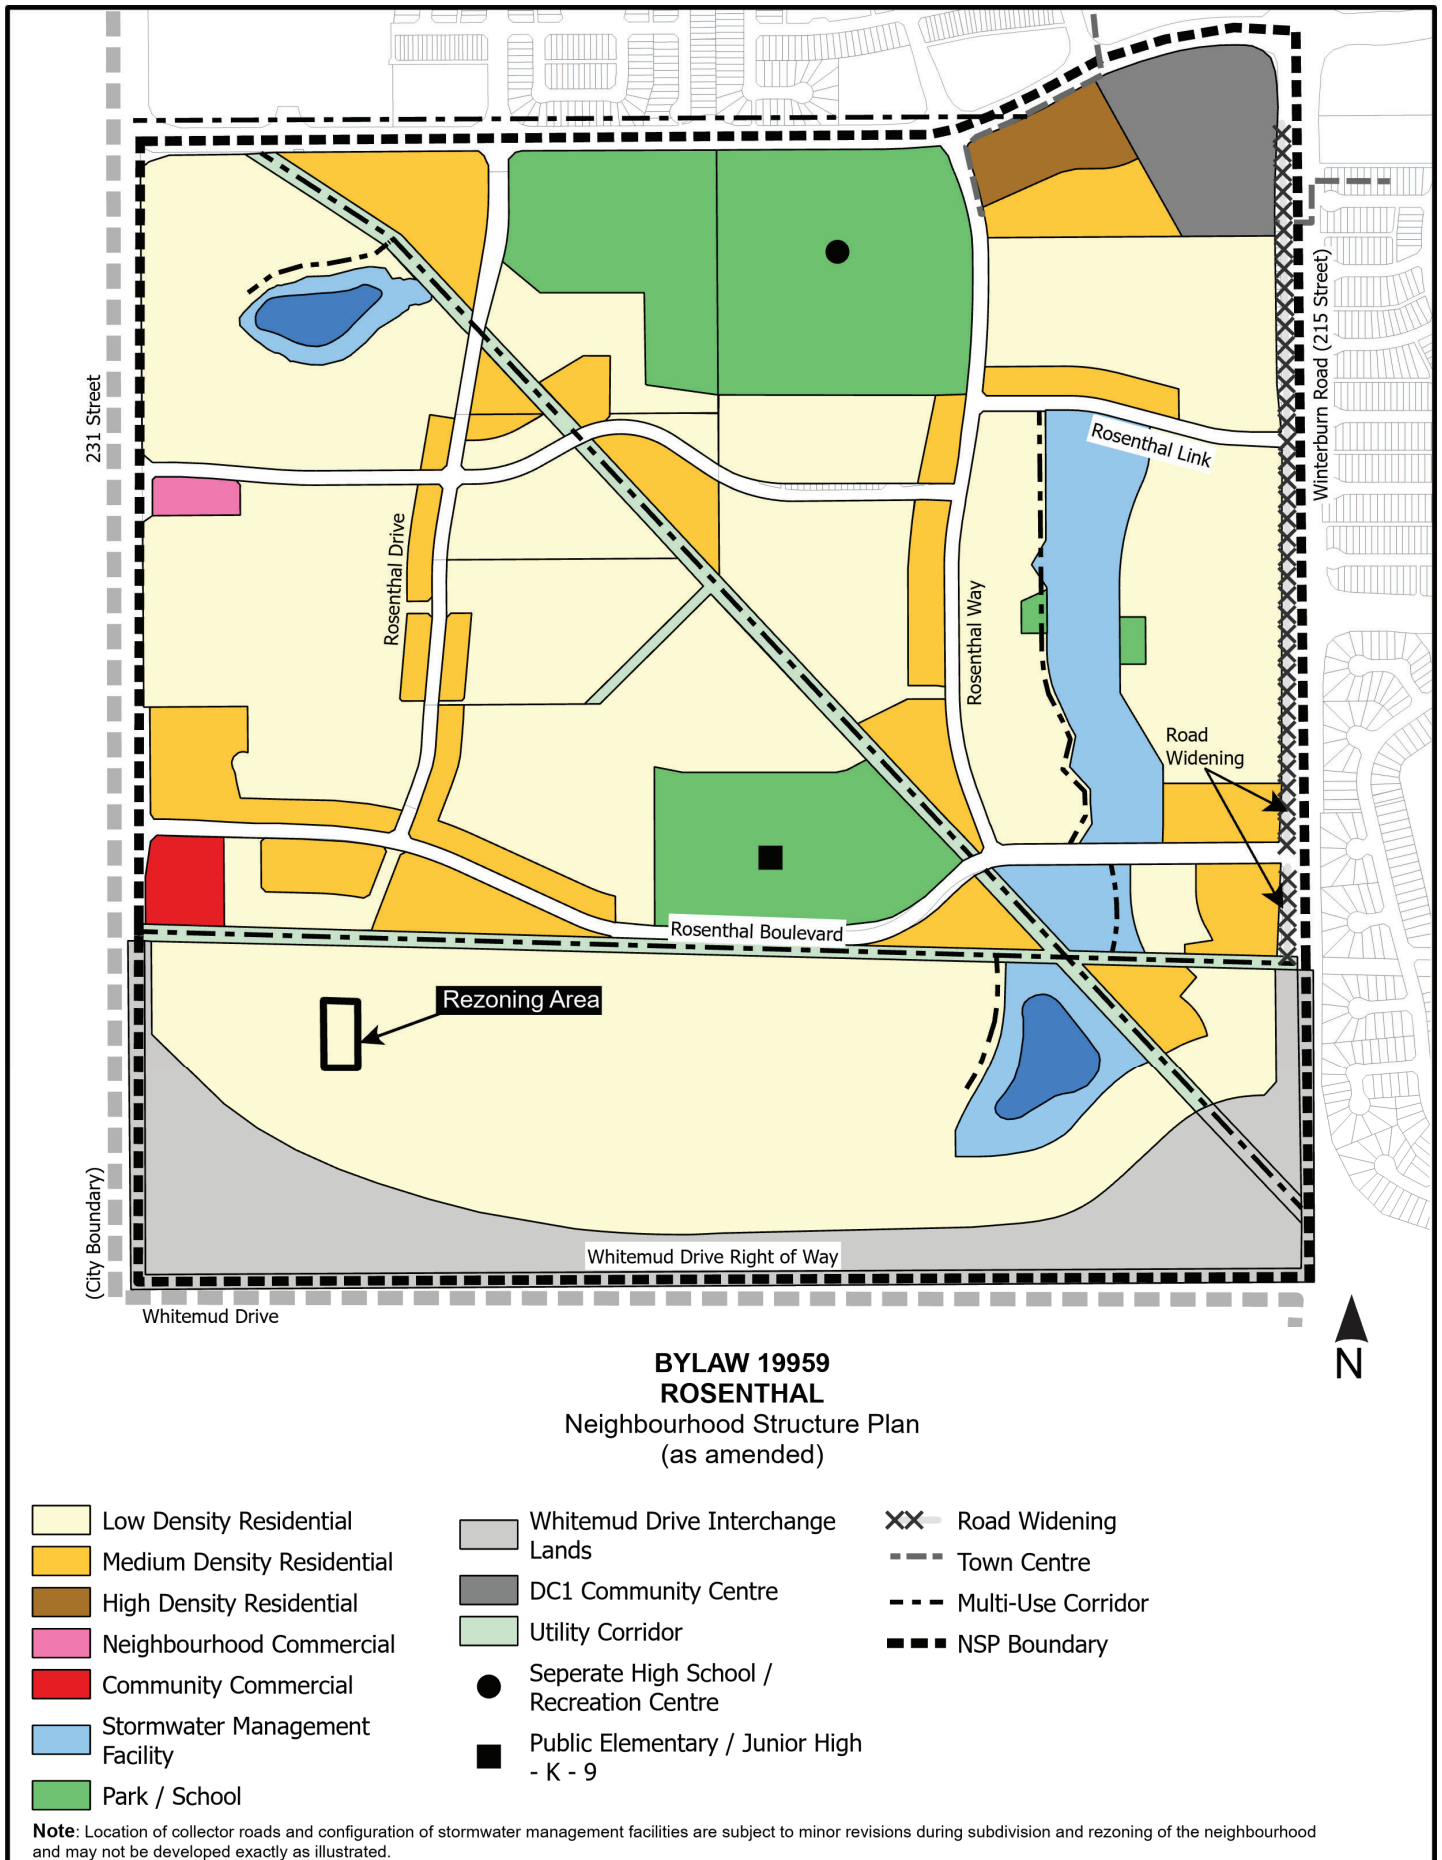 231 Street
Rosenthal Drive
Rosenthal Way
Rosenthal Link
Winterburn Road (215 Street)
Road
Widening
Rosenthal Boulevard
Rezoning Area
(City Boundary)
Whitemud Drive Right of Way
Whitemud Drive
N
BYLAW 19959
ROSENTHAL
Neighbourhood Structure Plan
(as amended)
Low Density Residential
Medium Density Residential
High Density Residential
Neighbourhood Commercial
Community Commercial
Stormwater Management
Facility
Park / School
Whitemud Drive Interchange
Lands
DC1 Community Centre
Utility Corridor
Seperate High School /
Recreation Centre
Public Elementary / Junior High
- K - 9
Road Widening
Town Centre
Multi-Use Corridor
NSP Boundary
Note: Location of collector roads and configuration of stormwater management facilities are subject to minor revisions during subdivision and rezoning of the neighbourhood
and may not be developed exactly as illustrated.